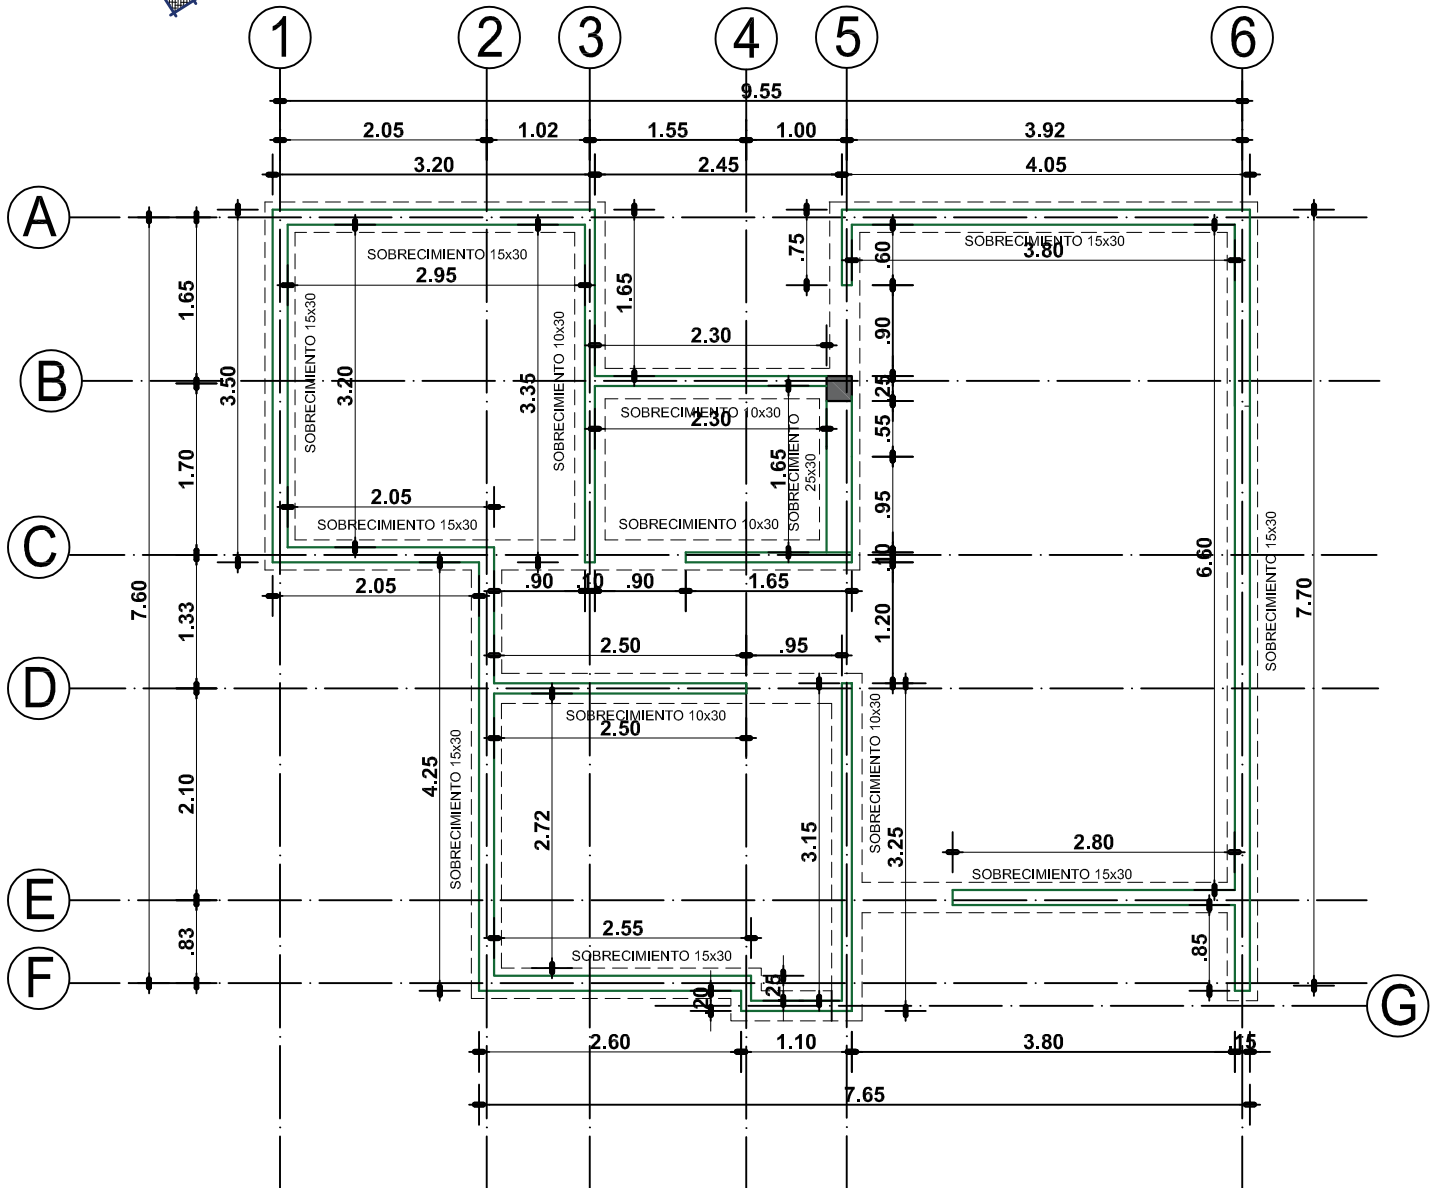 1
2
3
4
5
6
9.55
2.05
1.02
1.55
1.00
3.92
3.20
2.45
4.05
A
B
C
D
E
F
G
7.60
1.65
1.70
1.33
2.10
.83
3.50
SOBRECIMIENTO 15x30
2.95
SOBRECIMIENTO 15x30
3.20
3.35
SOBRECIMIENTO 10x30
2.05
SOBRECIMIENTO 15x30
2.05
1.65
2.30
SOBRECIMIENTO 10x30
2.30
1.65
SOBRECIMIENTO
25x30
SOBRECIMIENTO 10x30
.90
.10
.90
1.65
.75
.60
.90
.25
.55
.95
.10
1.20
SOBRECIMIENTO 15x30
3.80
6.60
SOBRECIMIENTO 15x30
7.70
2.50
.95
SOBRECIMIENTO 10x30
2.50
4.25
SOBRECIMIENTO 15x30
2.72
3.15
SOBRECIMIENTO 10x30
3.25
2.80
SOBRECIMIENTO 15x30
.85
2.55
SOBRECIMIENTO 15x30
.25
.20
2.60
1.10
3.80
.15
7.65